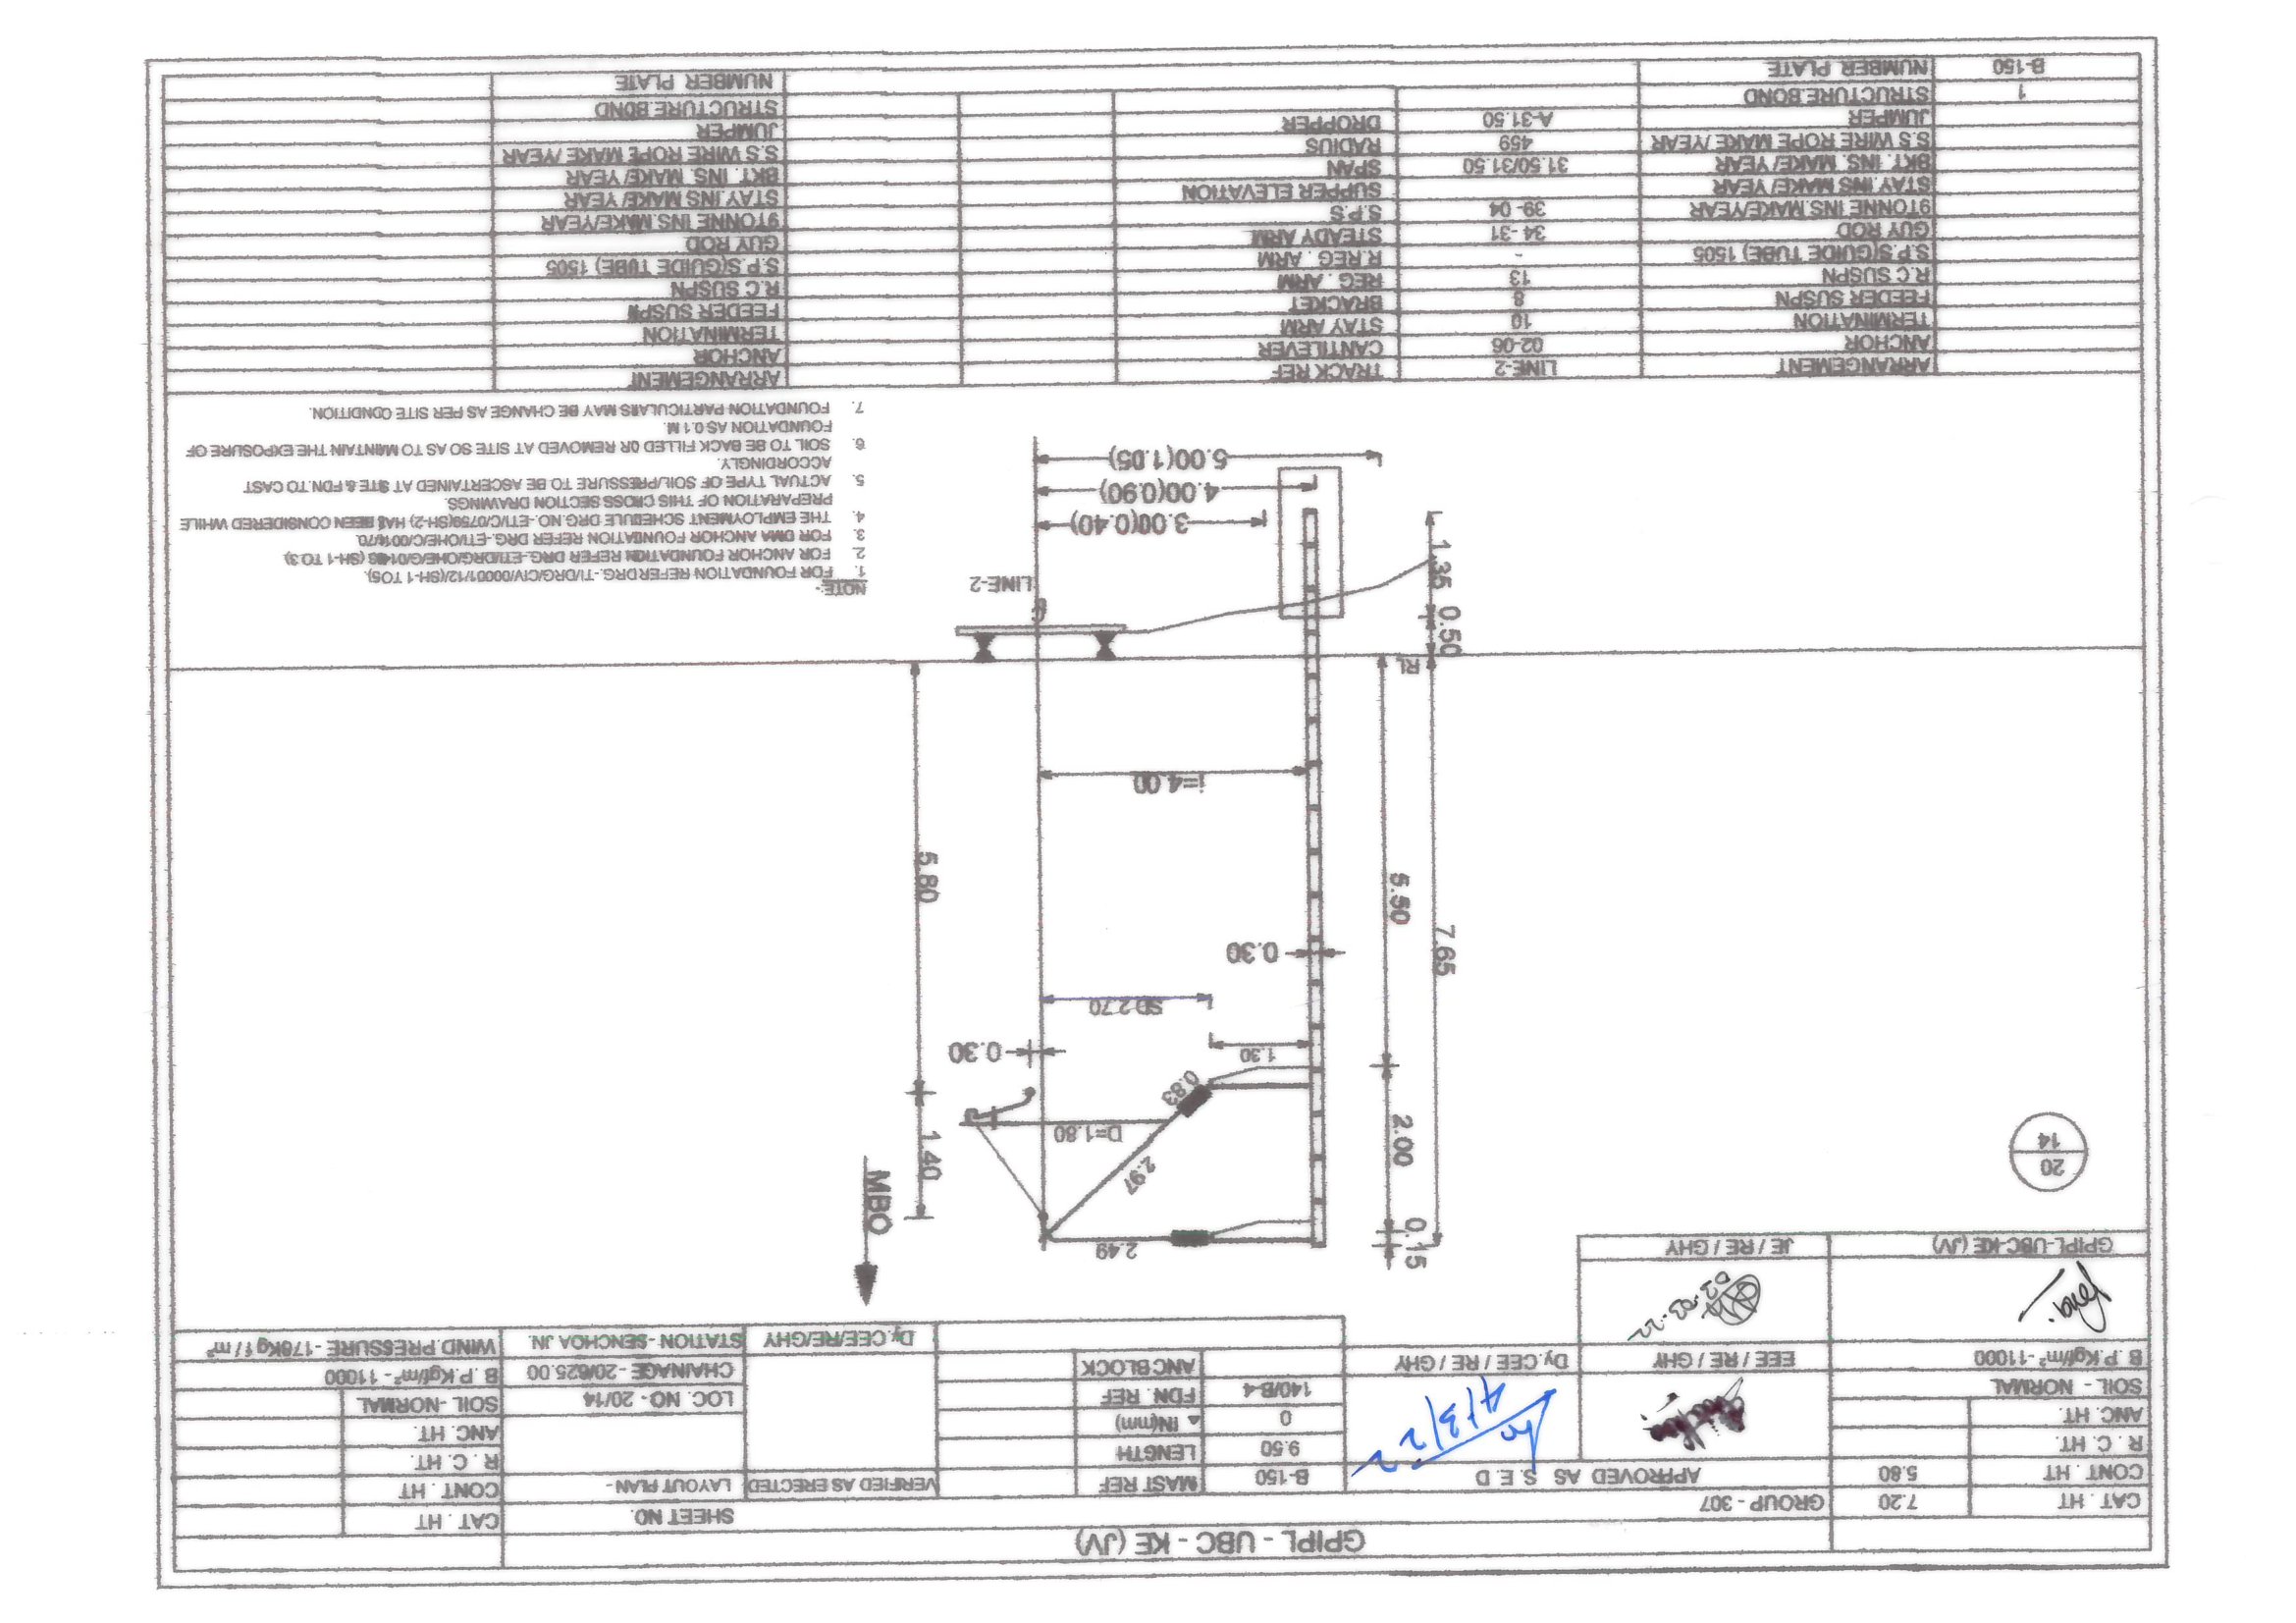 GPIPL - UBC - KE (JV)
CAT . HT 7.20 GROUP - 307 SHEET NO. CAT . HT
CONT . HT 5.80 APPROVED AS S. E. D B-150 MAST REF VERIFIED AS ERECTED LAYOUT PLAN - CONT . HT
R . C. HT. 9.50 LENGTH R . C. HT.
ANC. HT. 0 ▵ IN(mm) ANC. HT.
4/3/22
SOIL - NORMAL 140/B-4 FDN. REF LOC. NO - 20/14 SOIL -NORMAL
B .P.Kgf/m² -11000 EEE / RE / GHY Dy.CEE / RE / GHY ANC BLOCK CHAINAGE -20/625.00 B .P.Kgf/m² - 11000
Dy.CEE/RE/GHY STATION -SENCHOA JN. WIND.PRESSURE -178Kg f / m²
03-03-22
GPIPL-UBC-KE (JV) JE / RE / GHY
20
14
0.15
2.49
MBO
2.97
1.40
2.00
D=1.80
0.83
1.30
0.30
SD 2.70
7.65
0.30
5.50
5.80
i=4.00
RL
0.50
LINE-2
1.35
3.00(0.40)
4.00(0.90)
5.00(1.05)
NOTE:-
1. FOR FOUNDATION REFER DRG.-TI/DRG/CIV/00001/12/(SH-1 TO5).
2. FOR ANCHOR FOUNDATION REFER DRG.-ETI/DRG/OHE/G/ (SH-1 TO 3)
3. FOR DMA ANCHOR FOUNDATION REFER DRG.-ETI/OHE/C/
4. THE EMPLOYMENT SCHEDULE DRG.NO.-ETI/C/0759(SH-2) HAS BEEN CONSIDERED WHILE
PREPARATION OF THIS CROSS SECTION DRAWINGS.
5. ACTUAL TYPE OF SOIL/PRESSURE TO BE ASCERTAINED AT SITE & FDN.TO CAST
ACCORDINGLY.
6. SOIL TO BE BACK FILLED OR REMOVED AT SITE SO AS TO MAINTAIN THE EXPOSURE OF
FOUNDATION AS 0.1 M.
7. FOUNDATION PARTICULARS MAY BE CHANGE AS PER SITE CONDITION.
ARRANGEMENT LINE-2 TRACK REF ARRANGEMENT
ANCHOR 02-06 CANTILEVER ANCHOR
TERMINATION 10 STAY ARM TERMINATION
FEEDER SUSPN 8 BRACKET FEEDER SUSPN
R.C SUSPN 13 REG . ARM R.C SUSPN
S.P.S(GUIDE TUBE) 1505 - R.REG . ARM S.P.S(GUIDE TUBE) 1505
GUY ROD 34 -31 STEADY ARM GUY ROD
9TONNE INS.MAKE/YEAR 39- 04 S.P.S 9TONNE INS.MAKE/YEAR
STAY.INS MAKE/ YEAR SUPPER ELEVATION STAY.INS MAKE/ YEAR
BKT. INS. MAKE/ YEAR 31.50/31.50 SPAN BKT. INS. MAKE/ YEAR
S.S WIRE ROPE MAKE /YEAR 459 RADIUS S.S WIRE ROPE MAKE /YEAR
JUMPER A-31.50 DROPPER JUMPER
1 STRUCTURE.BOND STRUCTURE.BOND
B-150 NUMBER PLATE NUMBER PLATE